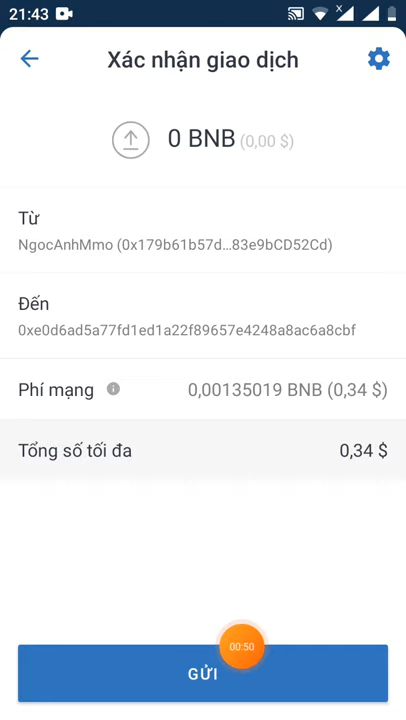 21:43
Xác nhận giao dịch
0 BNB (0,00 $)
Từ
NgocAnhMmo (0x179b61b57d...83e9bCD52Cd)
Đến
0xe0d6ad5a77fd1ed1a22f89657e4248a8ac6a8cbf
Phí mạng 0,00135019 BNB (0,34 $)
Tổng số tối đa 0,34 $
00:50
GỬI